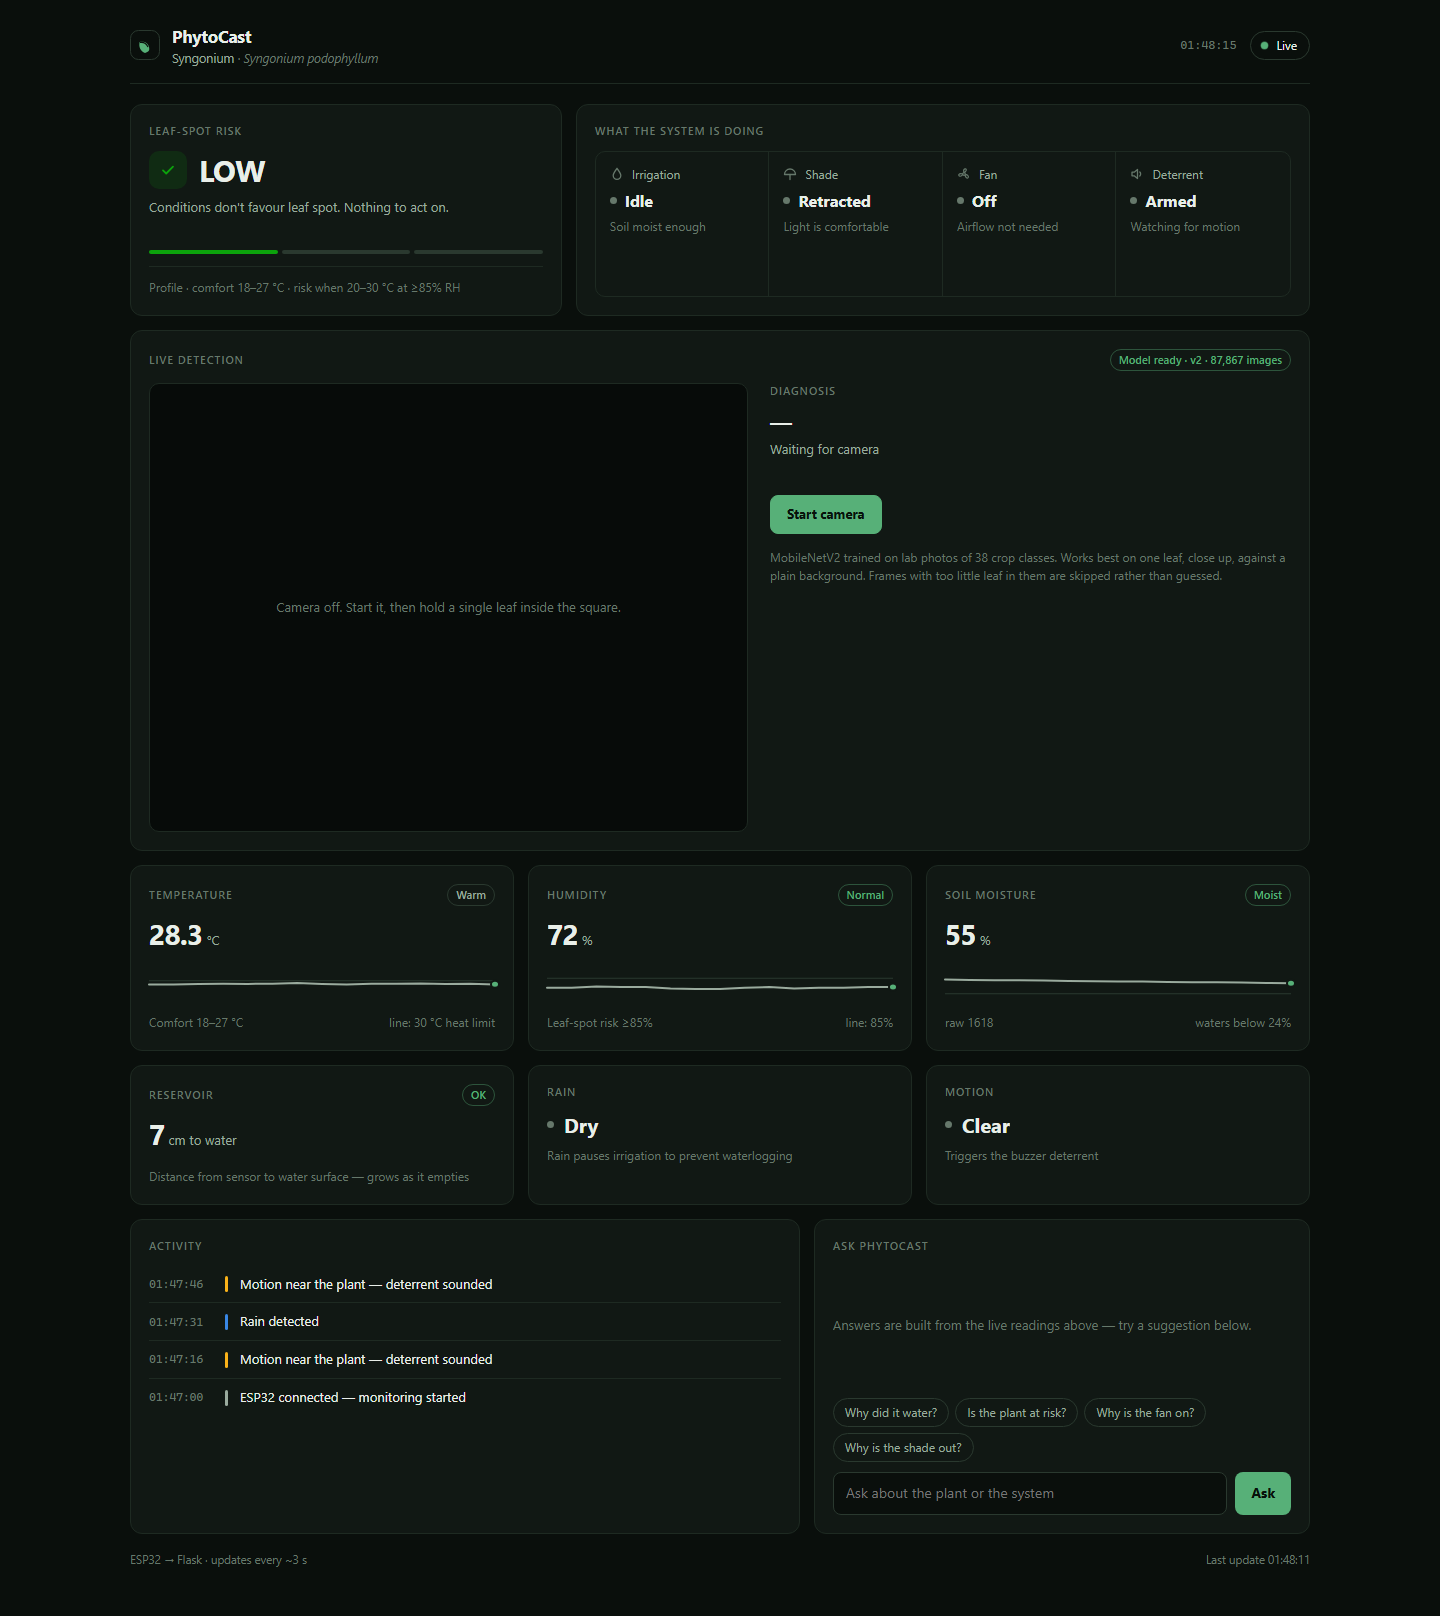 PhytoCast
Syngonium · Syngonium podophyllum
01:48:15
Live
LEAF-SPOT RISK
LOW
Conditions don't favour leaf spot. Nothing to act on.
Profile · comfort 18–27 °C · risk when 20–30 °C at ≥85% RH
WHAT THE SYSTEM IS DOING
Irrigation
Idle
Soil moist enough
Shade
Retracted
Light is comfortable
Fan
Off
Airflow not needed
Deterrent
Armed
Watching for motion
LIVE DETECTION
Model ready · v2 · 87,867 images
Camera off. Start it, then hold a single leaf inside the square.
DIAGNOSIS
—
Waiting for camera
Start camera
MobileNetV2 trained on lab photos of 38 crop classes. Works best on one leaf, close up, against a
plain background. Frames with too little leaf in them are skipped rather than guessed.
TEMPERATURE
Warm
28.3 °C
Comfort 18–27 °C
line: 30 °C heat limit
HUMIDITY
Normal
72 %
Leaf-spot risk ≥85%
line: 85%
SOIL MOISTURE
Moist
55 %
raw 1618
waters below 24%
RESERVOIR
OK
7 cm to water
Distance from sensor to water surface — grows as it empties
RAIN
Dry
Rain pauses irrigation to prevent waterlogging
MOTION
Clear
Triggers the buzzer deterrent
ACTIVITY
01:47:46 Motion near the plant — deterrent sounded
01:47:31 Rain detected
01:47:16 Motion near the plant — deterrent sounded
01:47:00 ESP32 connected — monitoring started
ASK PHYTOCAST
Answers are built from the live readings above — try a suggestion below.
Why did it water?
Is the plant at risk?
Why is the fan on?
Why is the shade out?
Ask about the plant or the system
Ask
ESP32 → Flask · updates every ~3 s
Last update 01:48:11